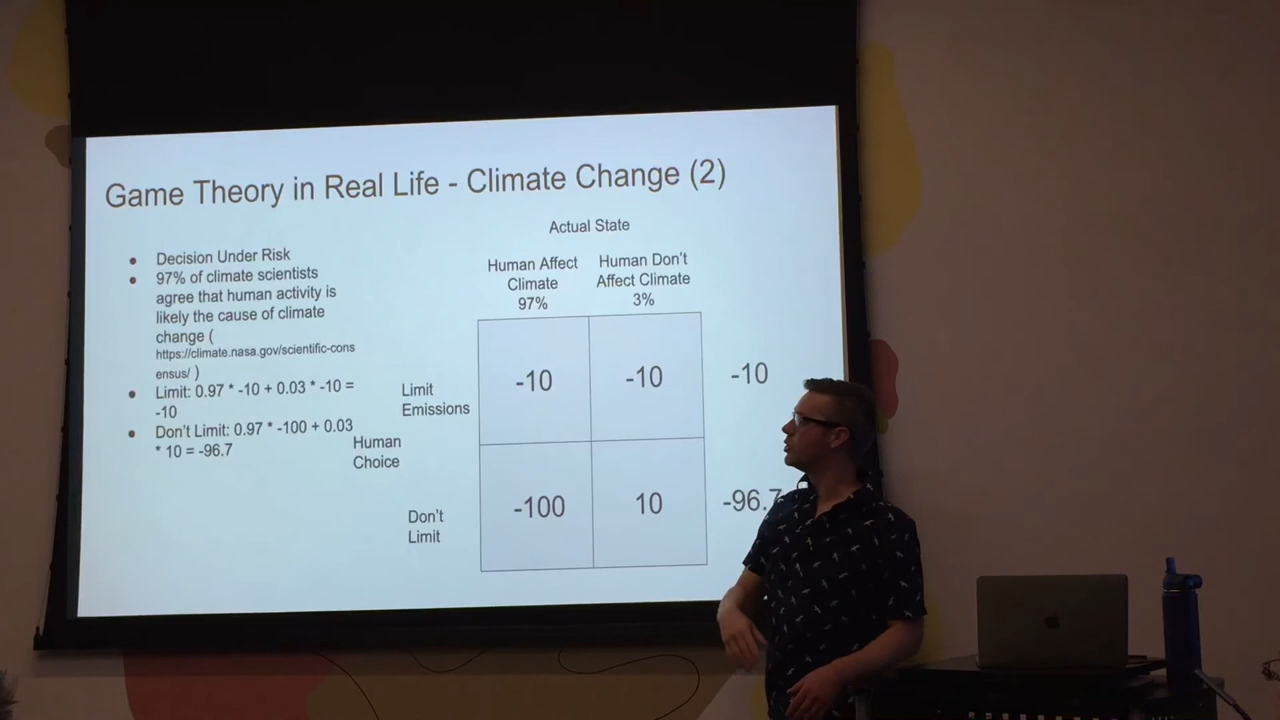 Game Theory in Real Life - Climate Change (2)
● Decision Under Risk
● 97% of climate scientists
agree that human activity is
likely the cause of climate
change (
https://climate.nasa.gov/scientific-cons
ensus/ )
● Limit: 0.97 * -10 + 0.03 * -10 =
-10
● Don't Limit: 0.97 * -100 + 0.03
* 10 = -96.7
Actual State
Human Affect
Climate
97%
Human Don't
Affect Climate
3%
Human
Choice
Limit
Emissions
-10
-10
-10
Don't
Limit
-100
10
-96.7